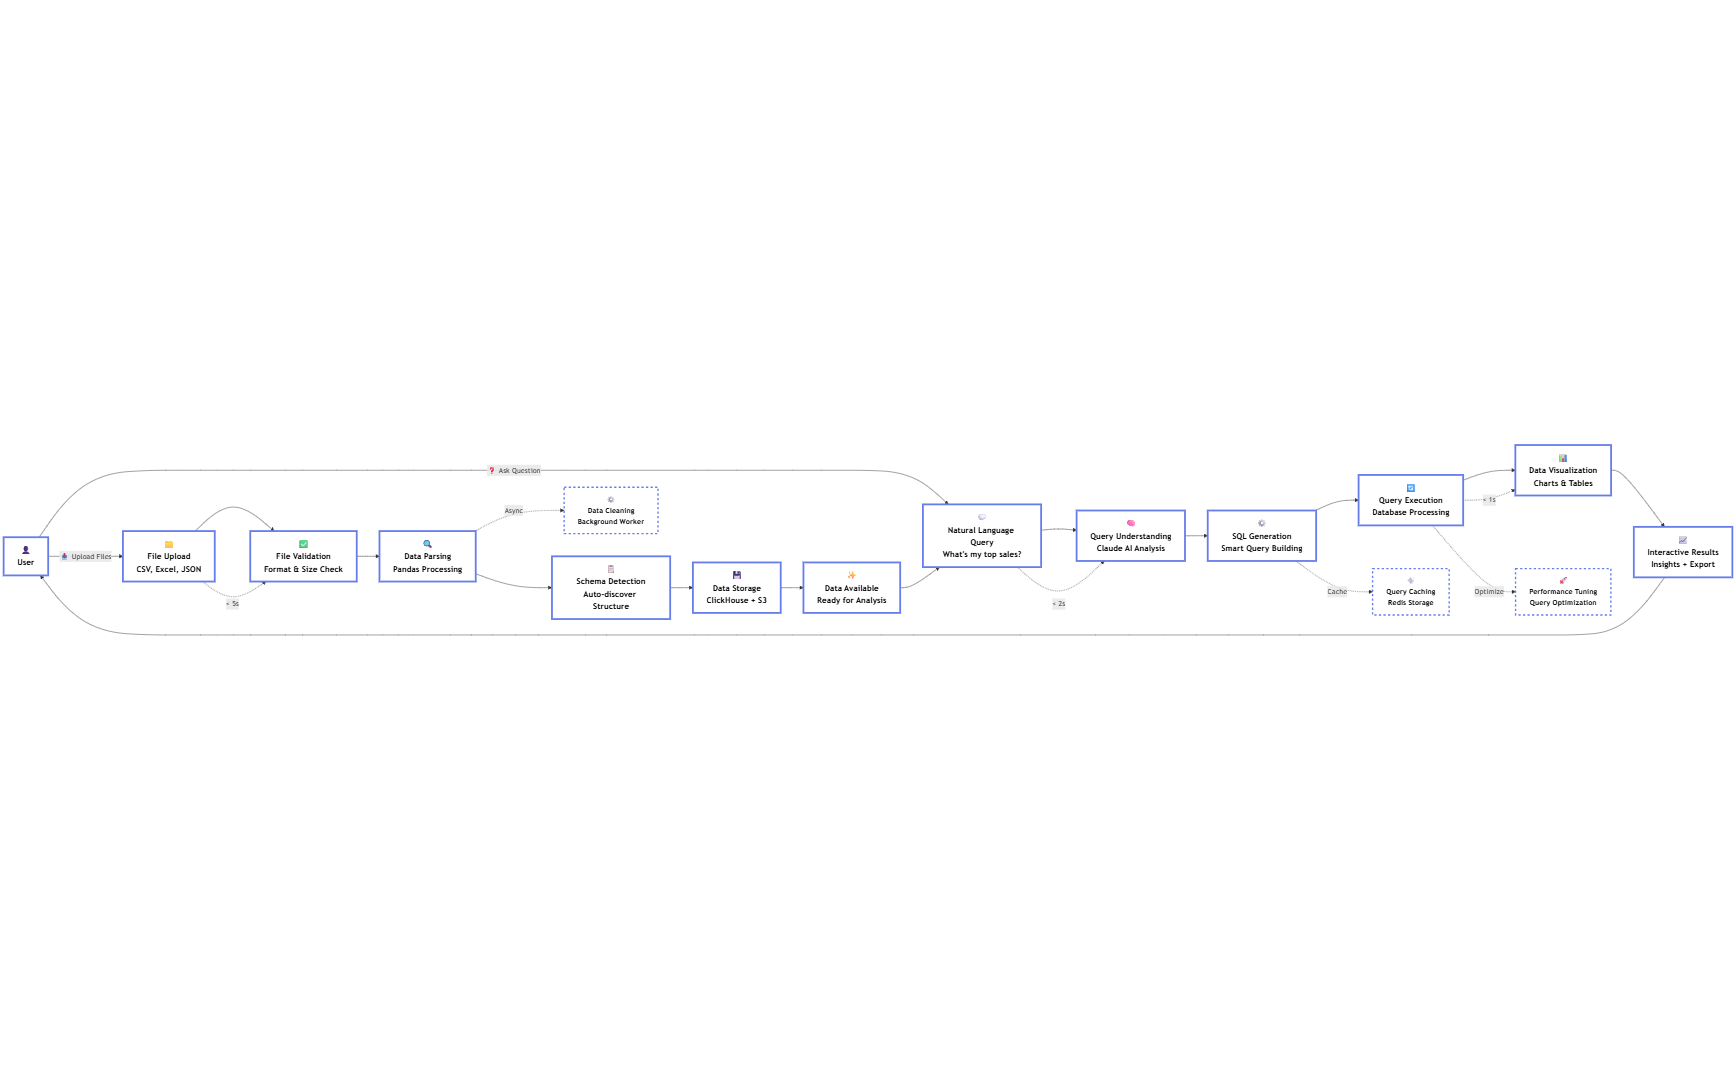 ❓ Ask Question
👤
User
📤 Upload Files
📁
File Upload
CSV, Excel, JSON
< 5s
✅
File Validation
Format & Size Check
🔍
Data Parsing
Pandas Processing
Async
⚙️
Data Cleaning
Background Worker
📋
Schema Detection
Auto-discover
Structure
💾
Data Storage
ClickHouse + S3
✨
Data Available
Ready for Analysis
💬
Natural Language
Query
What's my top sales?
< 2s
🧠
Query Understanding
Claude AI Analysis
⚙️
SQL Generation
Smart Query Building
Cache
Query Caching
Redis Storage
🔄
Query Execution
Database Processing
< 1s
📊
Data Visualization
Charts & Tables
Optimize
🚀
Performance Tuning
Query Optimization
📈
Interactive Results
Insights + Export